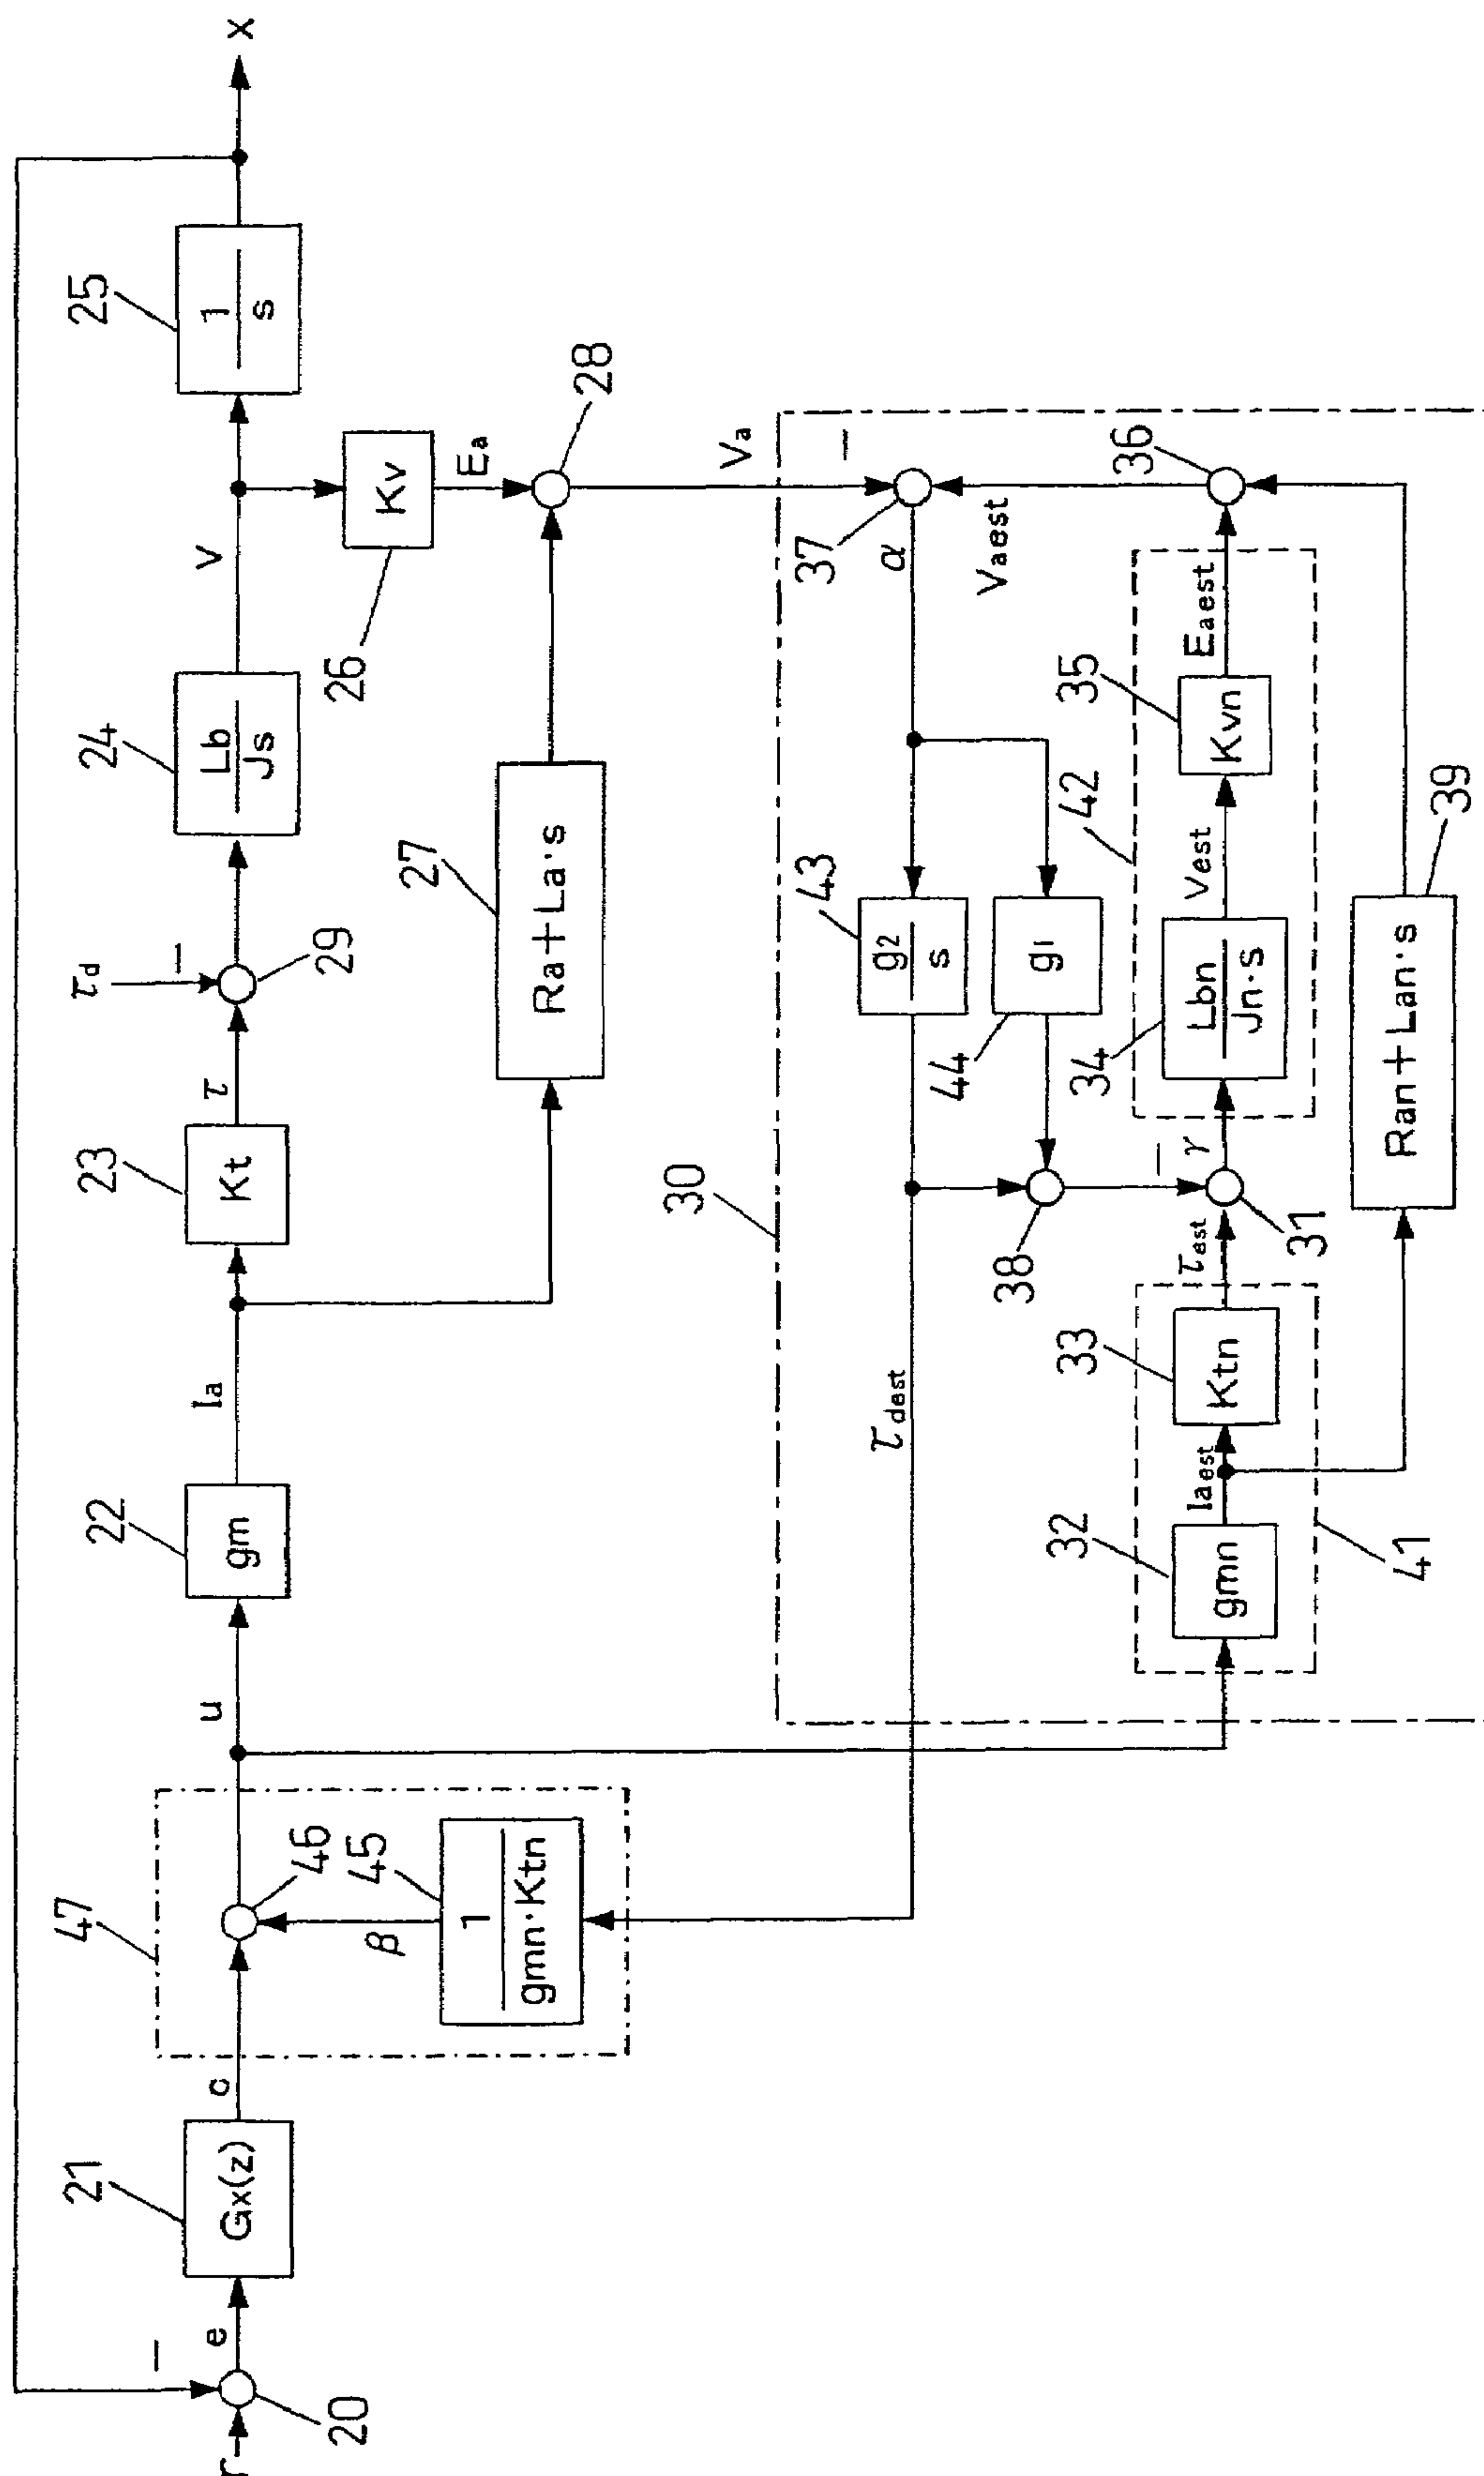 r
20
e
−
21
Gx(z)
c
47
46
β
45
1
gmn·Ktn
u
22
gm
Ia
23
Kt
τ
τd
−
29
24
Lb
Js
v
25
1
s
x
26
Kv
Ea
27
Ra+La·s
28
Va
30
−
37
α
Vaest
36
43
g2
s
44
g1
38
τdest
32
gmn
Iaest
33
Ktn
41
τest
−
γ
31
34
Lbn
Jn·s
42
Vest
35
Kvn
Eaest
39
Ran+Lan·s